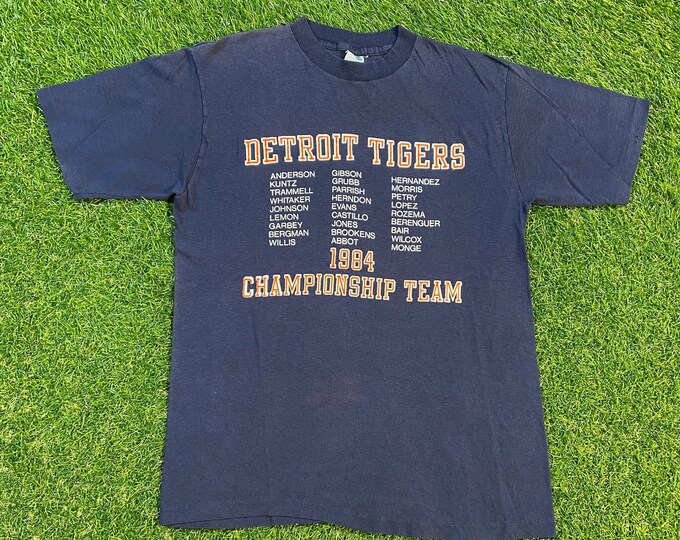 DETROIT TIGERS
ANDERSON GIBSON HERNANDEZ
KUNTZ GRUBB MORRIS
TRAMMELL PARRISH PETRY
WHITAKER HERNDON LOPEZ
JOHNSON EVANS ROZEMA
LEMON CASTILLO BERENGUER
GARBEY JONES BAIR
BERGMAN BROOKENS WILCOX
WILLIS ABBOT MONGE
1984
CHAMPIONSHIP TEAM